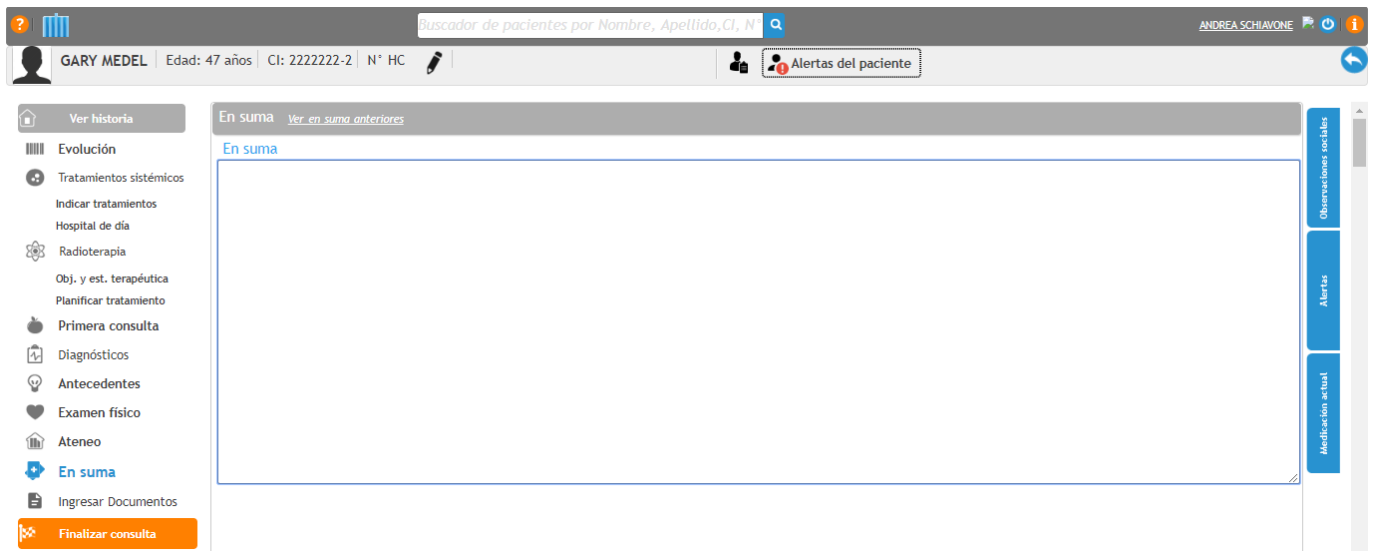 Buscador de pacientes por Nombre, Apellido,CI, N°
ANDREA SCHIAVONE
GARY MEDEL Edad: 47 años CI: 2222222-2 N° HC
Alertas del paciente
Ver historia
Evolución
Tratamientos sistémicos
Indicar tratamientos
Hospital de día
Radioterapia
Obj. y est. terapéutica
Planificar tratamiento
Primera consulta
Diagnósticos
Antecedentes
Examen físico
Ateneo
En suma
Ingresar Documentos
Finalizar consulta
En suma Ver en suma anteriores
En suma
Observaciones sociales
Alertas
Medicación actual